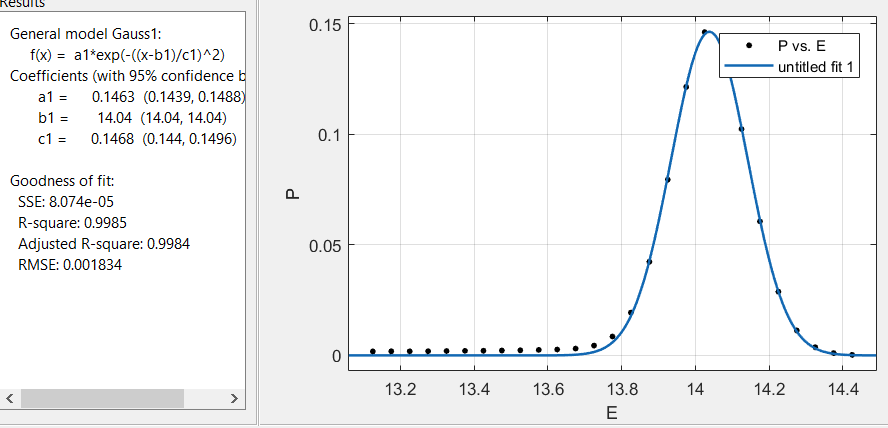 Results
General model Gauss1:
f(x) = a1*exp(-((x-b1)/c1)^2)
Coefficients (with 95% confidence b
a1 = 0.1463 (0.1439, 0.1488)
b1 = 14.04 (14.04, 14.04)
c1 = 0.1468 (0.144, 0.1496)
Goodness of fit:
SSE: 8.074e-05
R-square: 0.9985
Adjusted R-square: 0.9984
RMSE: 0.001834
0.15
0.1
0.05
0
P
13.2 13.4 13.6 13.8 14 14.2 14.4
E
P vs. E
untitled fit 1